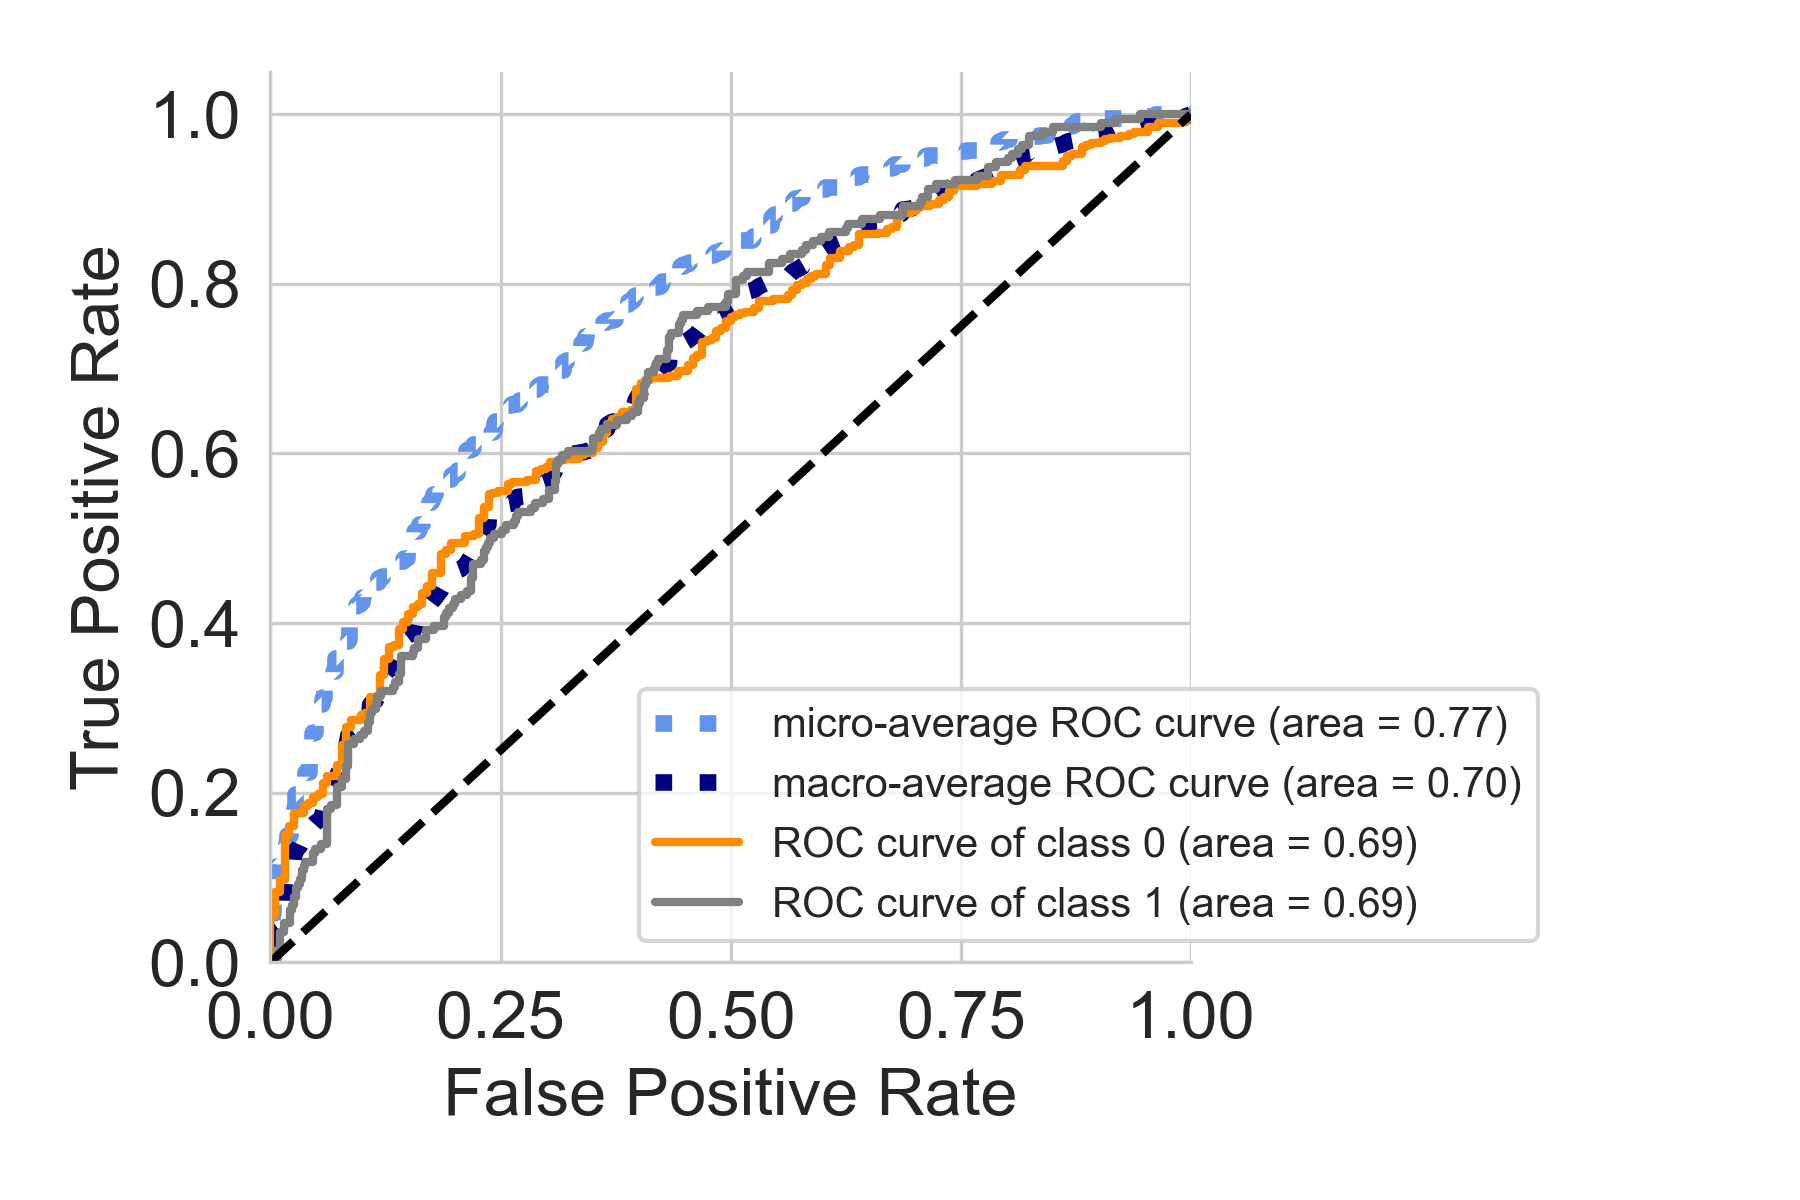 1.0
0.8
0.6
0.4
0.2
0.0
True Positive Rate
0.00 0.25 0.50 0.75 1.00
False Positive Rate
micro-average ROC curve (area = 0.77)
macro-average ROC curve (area = 0.70)
ROC curve of class 0 (area = 0.69)
ROC curve of class 1 (area = 0.69)